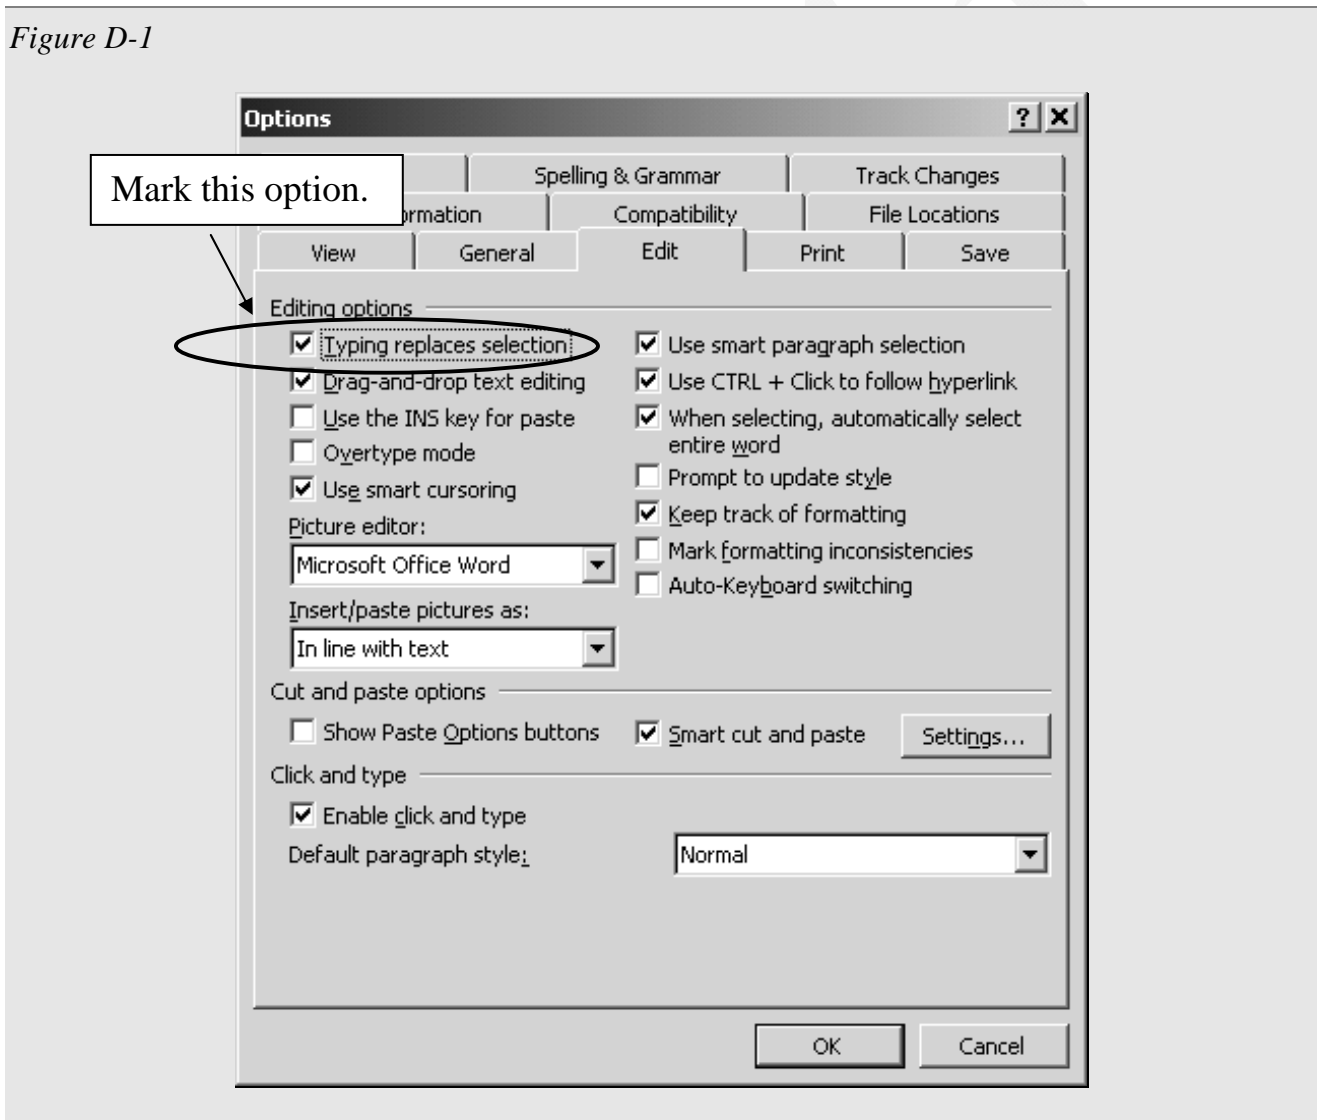 Figure D-1
Options
Mark this option.
Spelling & Grammar
Track Changes
Compatibility
File Locations
View
General
Edit
Print
Save
Editing options
Typing replaces selection
Use smart paragraph selection
Drag-and-drop text editing
Use CTRL + Click to follow hyperlink
Use the INS key for paste
When selecting, automatically select
entire word
Overtype mode
Prompt to update style
Use smart cursoring
Keep track of formatting
Picture editor:
Mark formatting inconsistencies
Microsoft Office Word
Auto-Keyboard switching
Insert/paste pictures as:
In line with text
Cut and paste options
Show Paste Options buttons
Smart cut and paste
Settings...
Click and type
Enable click and type
Default paragraph style:
Normal
OK
Cancel